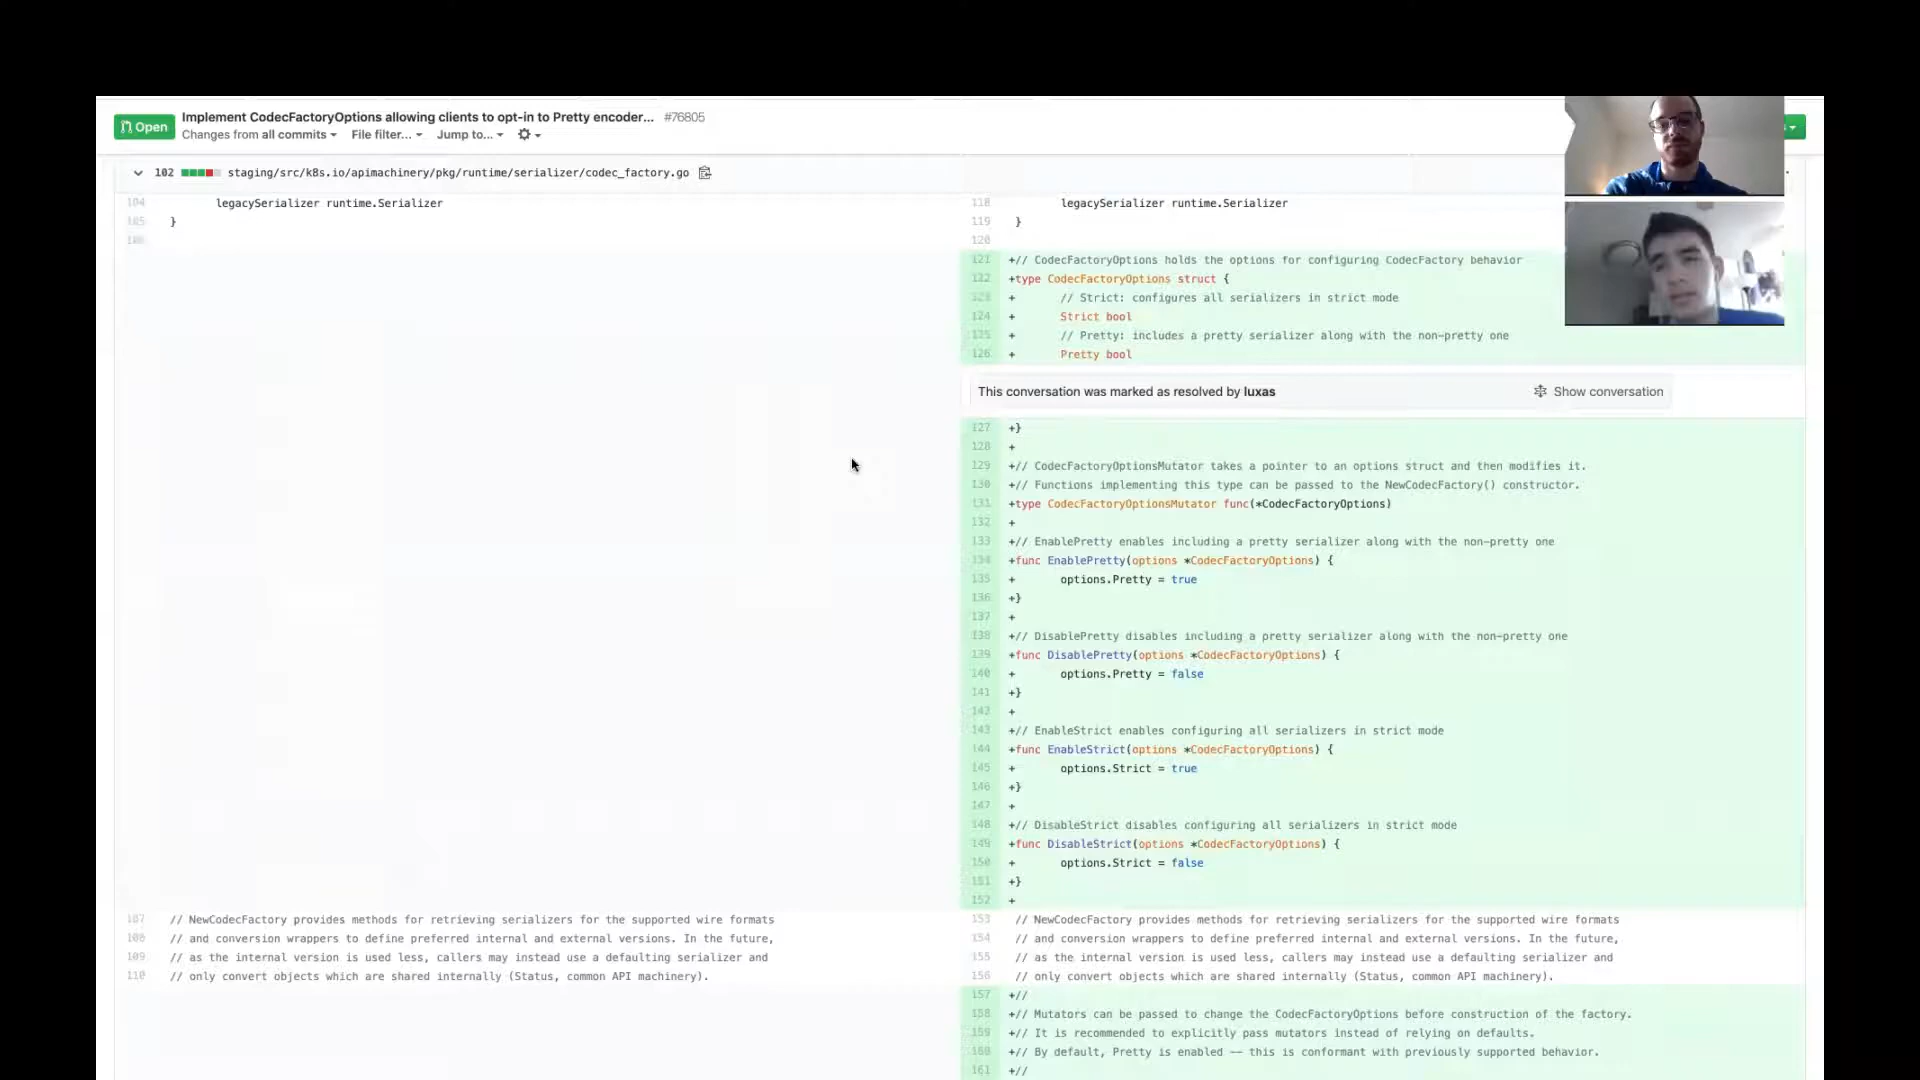 Open
Implement CodecFactoryOptions allowing clients to opt-in to Pretty encoder... #76805
Changes from all commits File filter... Jump to...
102 staging/src/k8s.io/apimachinery/pkg/runtime/serializer/codec_factory.go
104 legacySerializer runtime.Serializer
105 }
106
118 legacySerializer runtime.Serializer
119 }
120
121 +// CodecFactoryOptions holds the options for configuring CodecFactory behavior
122 +type CodecFactoryOptions struct {
123 + // Strict: configures all serializers in strict mode
124 + Strict bool
125 + // Pretty: includes a pretty serializer along with the non-pretty one
126 + Pretty bool
This conversation was marked as resolved by luxas
Show conversation
127 +}
128 +
129 +// CodecFactoryOptionsMutator takes a pointer to an options struct and then modifies it.
130 +// Functions implementing this type can be passed to the NewCodecFactory() constructor.
131 +type CodecFactoryOptionsMutator func(*CodecFactoryOptions)
132 +
133 +// EnablePretty enables including a pretty serializer along with the non-pretty one
134 +func EnablePretty(options *CodecFactoryOptions) {
135 + options.Pretty = true
136 +}
137 +
138 +// DisablePretty disables including a pretty serializer along with the non-pretty one
139 +func DisablePretty(options *CodecFactoryOptions) {
140 + options.Pretty = false
141 +}
142 +
143 +// EnableStrict enables configuring all serializers in strict mode
144 +func EnableStrict(options *CodecFactoryOptions) {
145 + options.Strict = true
146 +}
147 +
148 +// DisableStrict disables configuring all serializers in strict mode
149 +func DisableStrict(options *CodecFactoryOptions) {
150 + options.Strict = false
151 +}
152 +
107 // NewCodecFactory provides methods for retrieving serializers for the supported wire formats
108 // and conversion wrappers to define preferred internal and external versions. In the future,
109 // as the internal version is used less, callers may instead use a defaulting serializer and
110 // only convert objects which are shared internally (Status, common API machinery).
153 // NewCodecFactory provides methods for retrieving serializers for the supported wire formats
154 // and conversion wrappers to define preferred internal and external versions. In the future,
155 // as the internal version is used less, callers may instead use a defaulting serializer and
156 // only convert objects which are shared internally (Status, common API machinery).
157 +//
158 +// Mutators can be passed to change the CodecFactoryOptions before construction of the factory.
159 +// It is recommended to explicitly pass mutators instead of relying on defaults.
160 +// By default, Pretty is enabled -- this is conformant with previously supported behavior.
161 +//